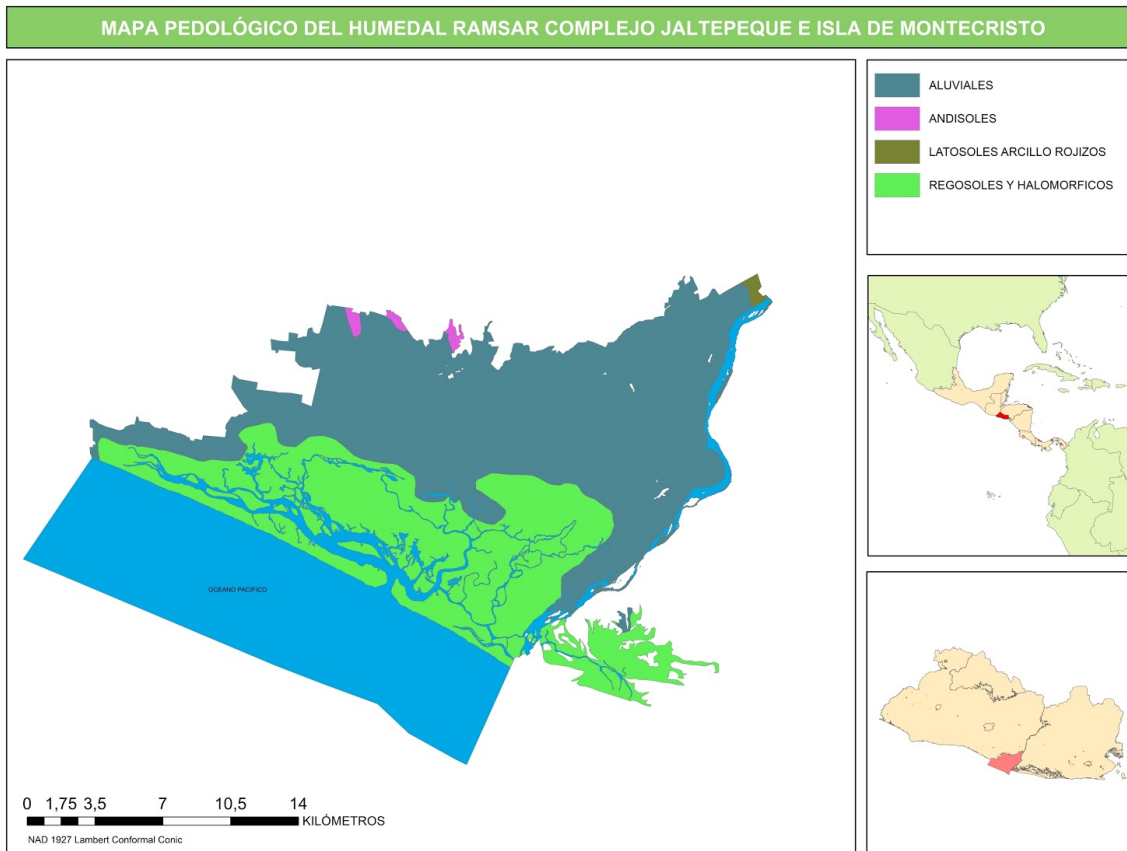 MAPA PEDOLÓGICO DEL HUMEDAL RAMSAR COMPLEJO JALTEPEQUE E ISLA DE MONTECRISTO
ALUVIALES
ANDISOLES
LATOSOLES ARCILLO ROJIZOS
REGOSOLES Y HALOMORFICOS
OCEANO PACIFICO
0 1,75 3,5 7 10,5 14
KILÓMETROS
NAD 1927 Lambert Conformal Conic